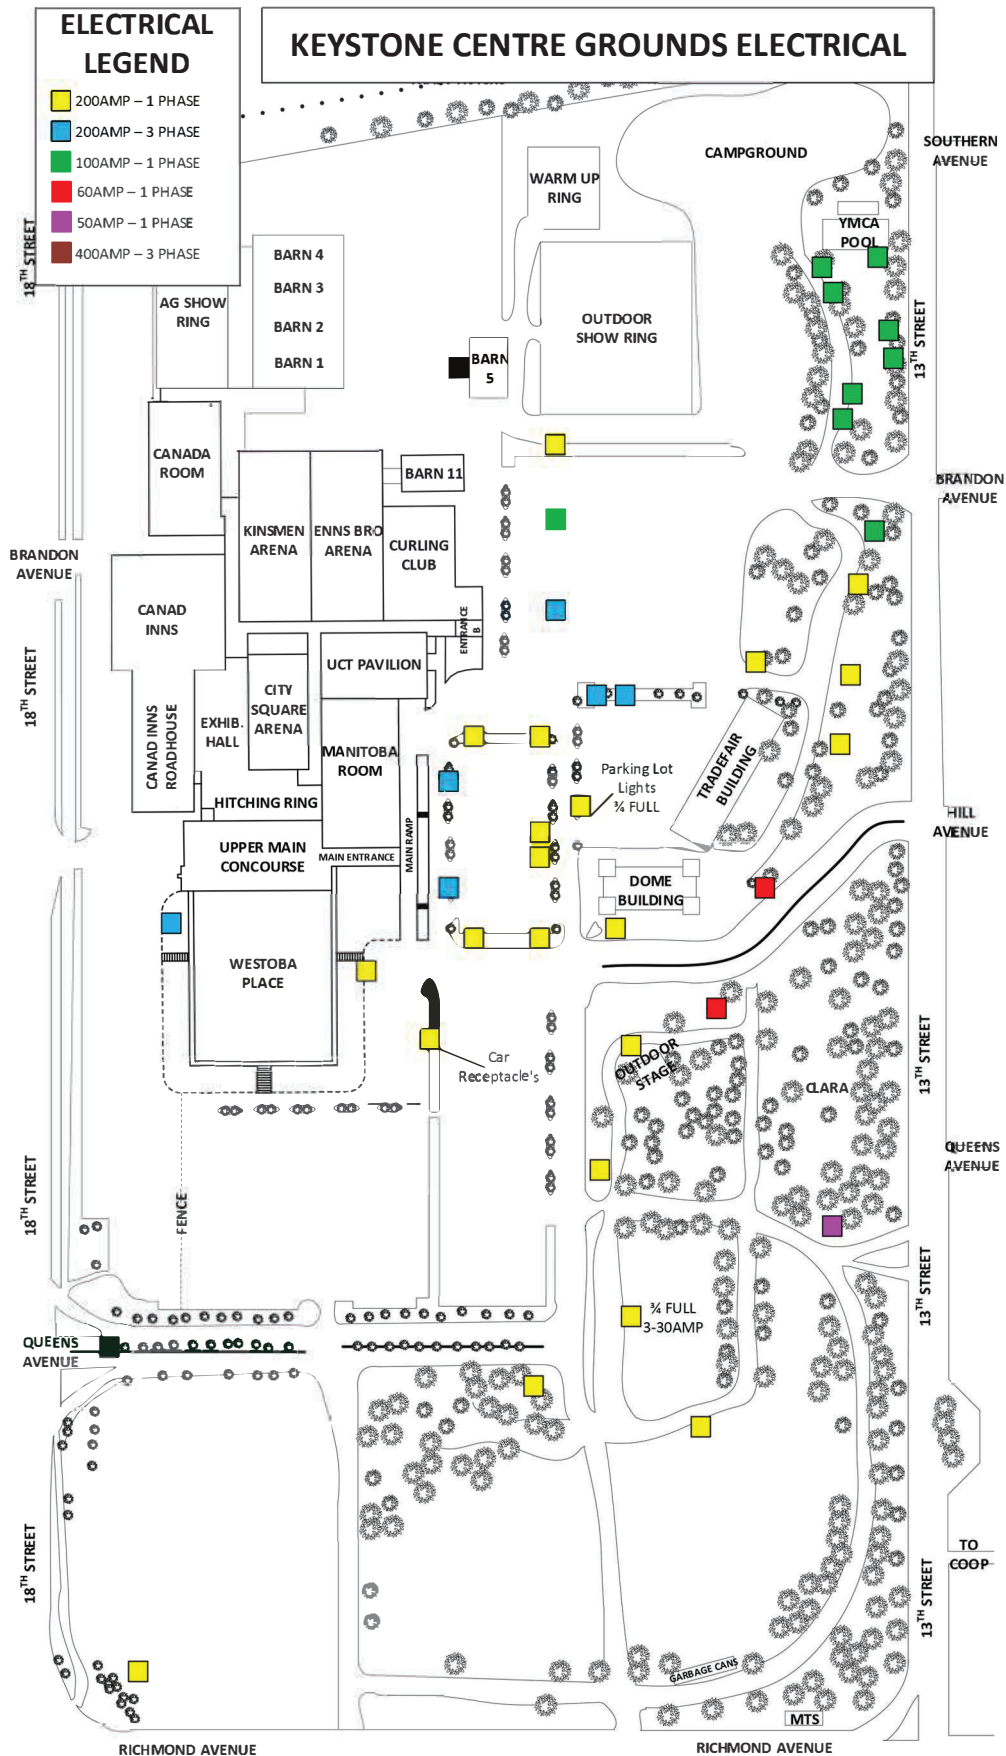 ELECTRICAL
LEGEND
200AMP – 1 PHASE
200AMP – 3 PHASE
100AMP – 1 PHASE
60AMP – 1 PHASE
50AMP – 1 PHASE
400AMP – 3 PHASE
KEYSTONE CENTRE GROUNDS ELECTRICAL
CAMPGROUND
SOUTHERN
AVENUE
WARM UP
RING
YMCA
POOL
18TH STREET
BARN 4
BARN 3
BARN 2
BARN 1
AG SHOW
RING
OUTDOOR
SHOW RING
13TH STREET
BARN
5
CANADA
ROOM
BARN 11
BRANDON
AVENUE
KINSMEN
ARENA
ENNS BRO
ARENA
CURLING
CLUB
BRANDON
AVENUE
CANAD
INNS
ENTRANCE
B
UCT PAVILION
18TH STREET
CITY
SQUARE
ARENA
EXHIB.
HALL
CANAD INNS
ROADHOUSE
MANITOBA
ROOM
TRADEFAIR
BUILDING
Parking Lot
Lights
¾ FULL
HITCHING RING
HILL
AVENUE
UPPER MAIN
CONCOURSE
MAIN ENTRANCE
MAIN RAMP
DOME
BUILDING
WESTOBA
PLACE
Car
Receptacle's
OUTDOOR
STAGE
CLARA
13TH STREET
QUEENS
AVENUE
18TH STREET
FENCE
13TH STREET
¾ FULL
3-30AMP
QUEENS
AVENUE
18TH STREET
TO
COOP
13TH STREET
GARBAGE CANS
MTS
RICHMOND AVENUE
RICHMOND AVENUE